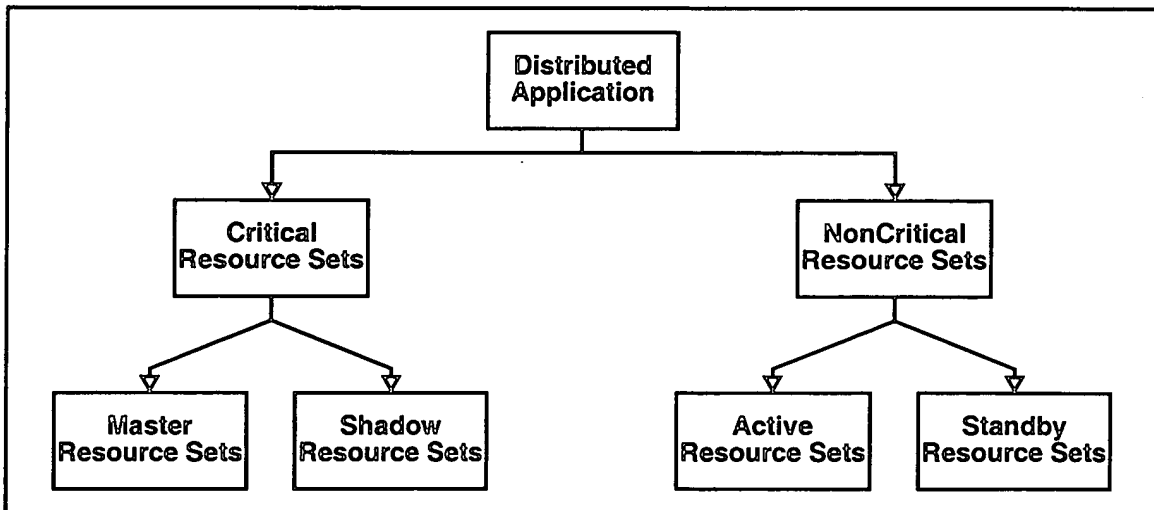 Distributed
Application
Critical
Resource Sets
NonCritical
Resource Sets
Master
Resource Sets
Shadow
Resource Sets
Active
Resource Sets
Standby
Resource Sets